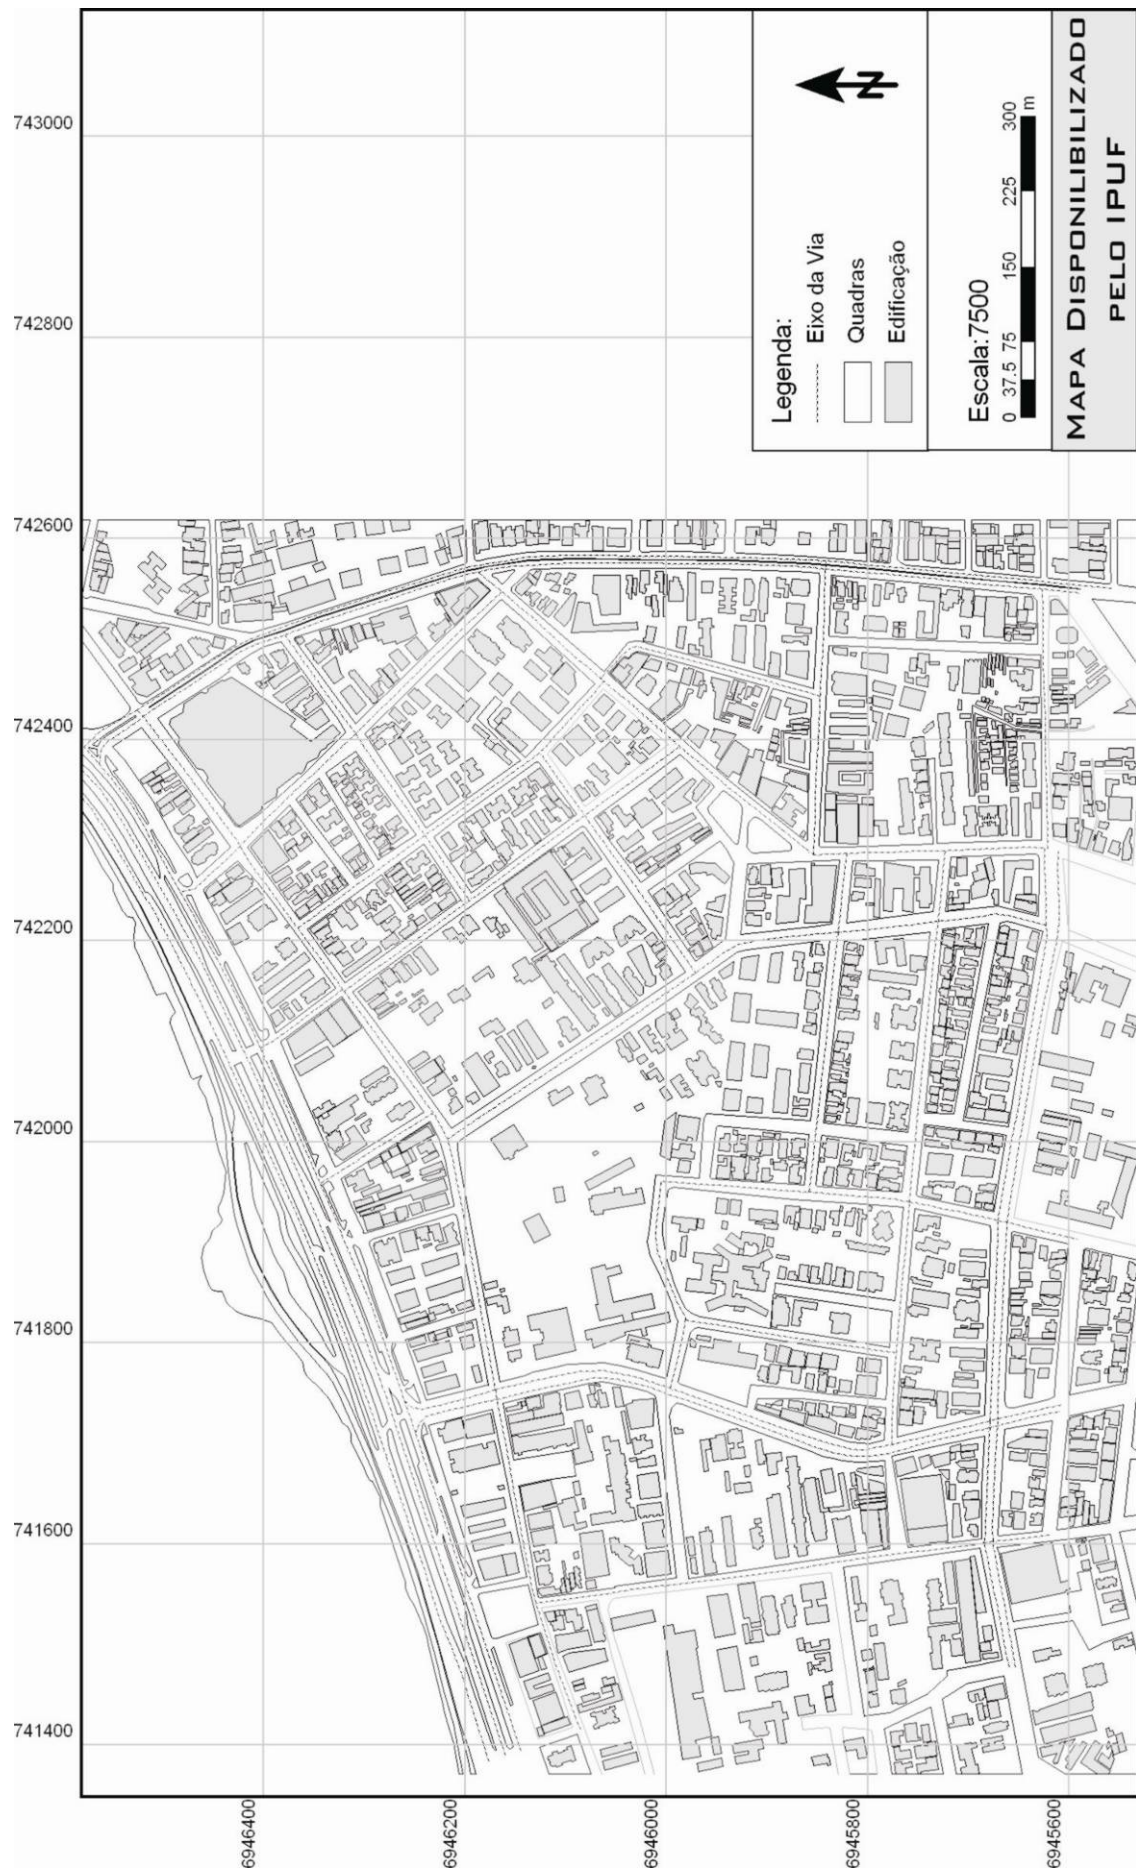 743000
742800
742600
742400
742200
742000
741800
741600
741400
6946400
6946200
6946000
6945800
6945600
N
Legenda:
Eixo da Via
Quadras
Edificação
Escala:7500
0 37.5 75 150 225 300
m
MAPA DISPONILIBILIZADO
PELO IPUF